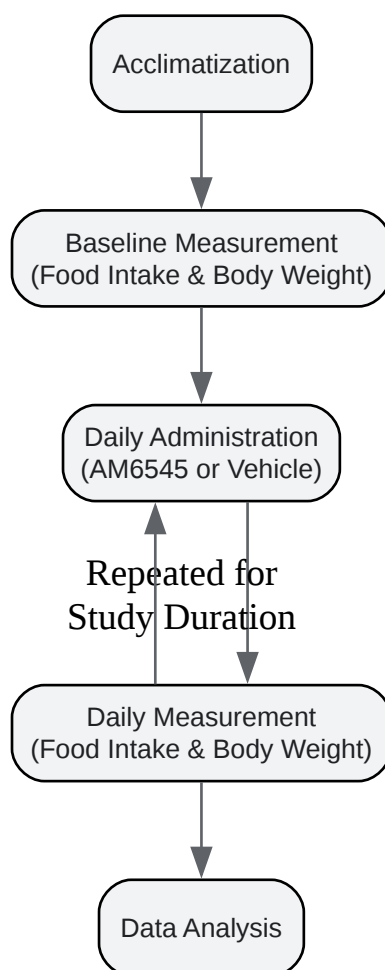 Acclimatization
Baseline Measurement
(Food Intake & Body Weight)
Daily Administration
(AM6545 or Vehicle)
Repeated for
Study Duration
Daily Measurement
(Food Intake & Body Weight)
Data Analysis